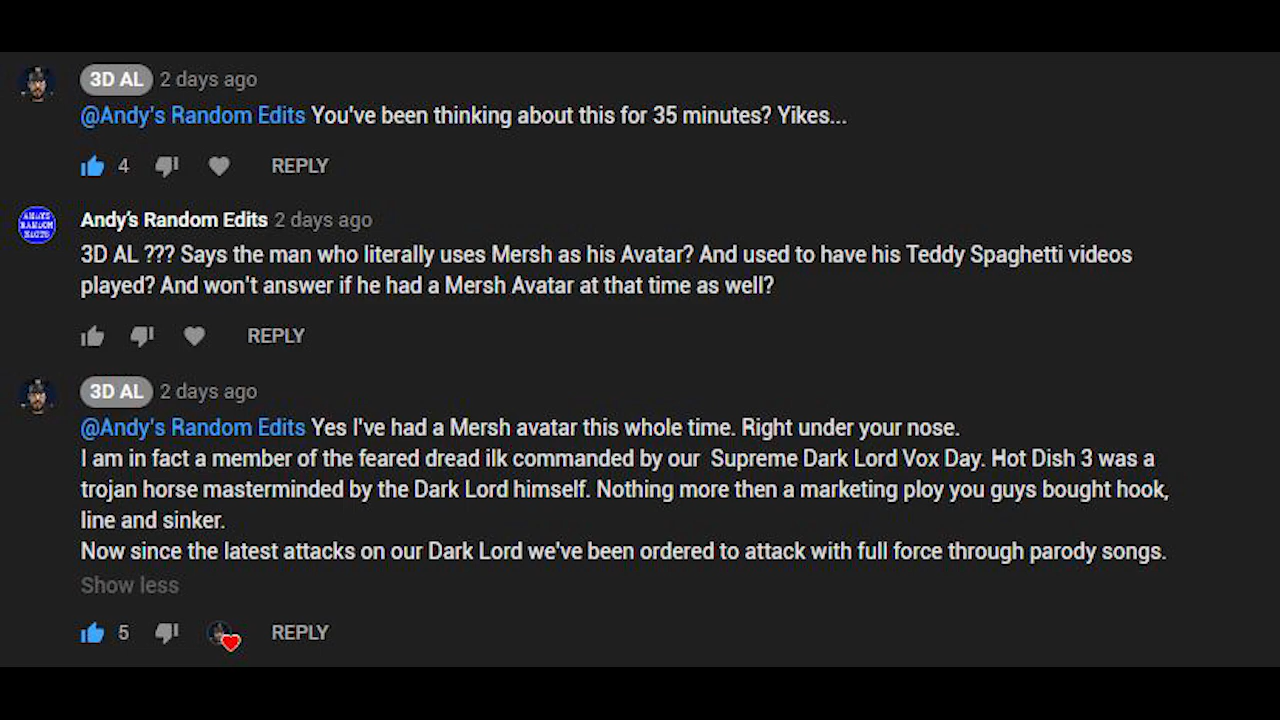 3D AL 2 days ago
@Andy's Random Edits You've been thinking about this for 35 minutes? Yikes...
4 REPLY
ANDY'S
RANDOM
EDITS
Andy's Random Edits 2 days ago
3D AL ??? Says the man who literally uses Mersh as his Avatar? And used to have his Teddy Spaghetti videos
played? And won't answer if he had a Mersh Avatar at that time as well?
REPLY
3D AL 2 days ago
@Andy's Random Edits Yes I've had a Mersh avatar this whole time. Right under your nose.
I am in fact a member of the feared dread ilk commanded by our  Supreme Dark Lord Vox Day. Hot Dish 3 was a
trojan horse masterminded by the Dark Lord himself. Nothing more then a marketing ploy you guys bought hook,
line and sinker.
Now since the latest attacks on our Dark Lord we've been ordered to attack with full force through parody songs.
Show less
5 REPLY